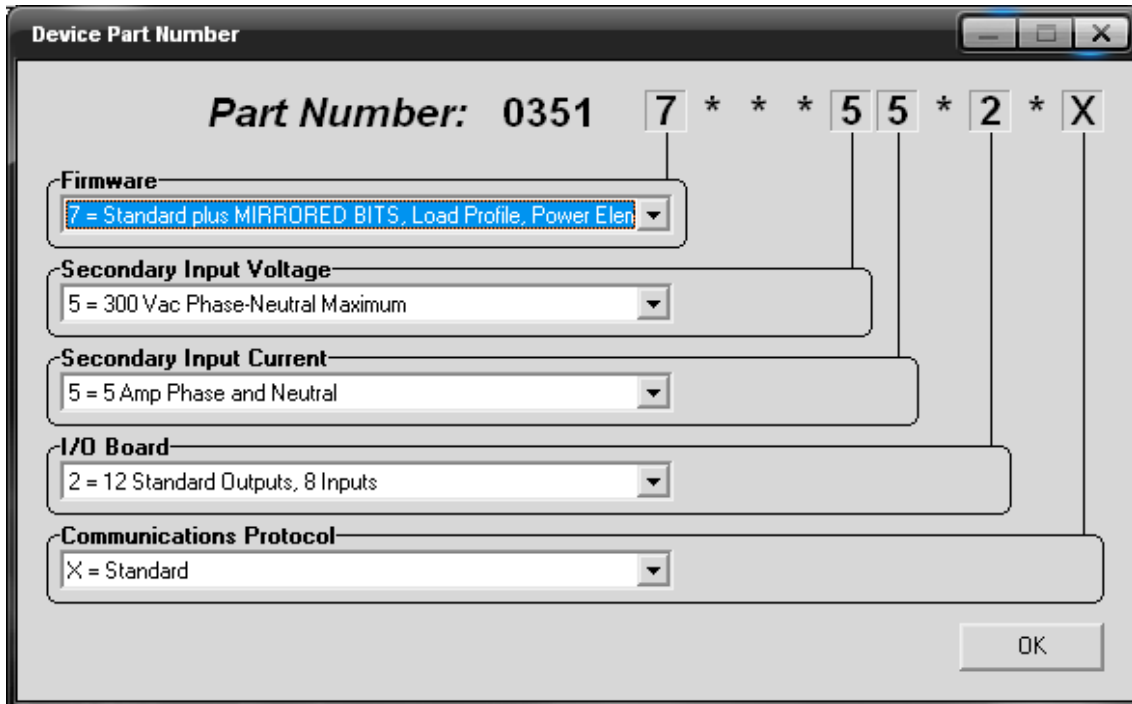 Device Part Number
Part Number: 0351 7 * * * 5 5 * 2 * X
Firmware
7 = Standard plus MIRRORED BITS, Load Profile, Power Elem
Secondary Input Voltage
5 = 300 Vac Phase-Neutral Maximum
Secondary Input Current
5 = 5 Amp Phase and Neutral
I/O Board
2 = 12 Standard Outputs, 8 Inputs
Communications Protocol
X = Standard
OK